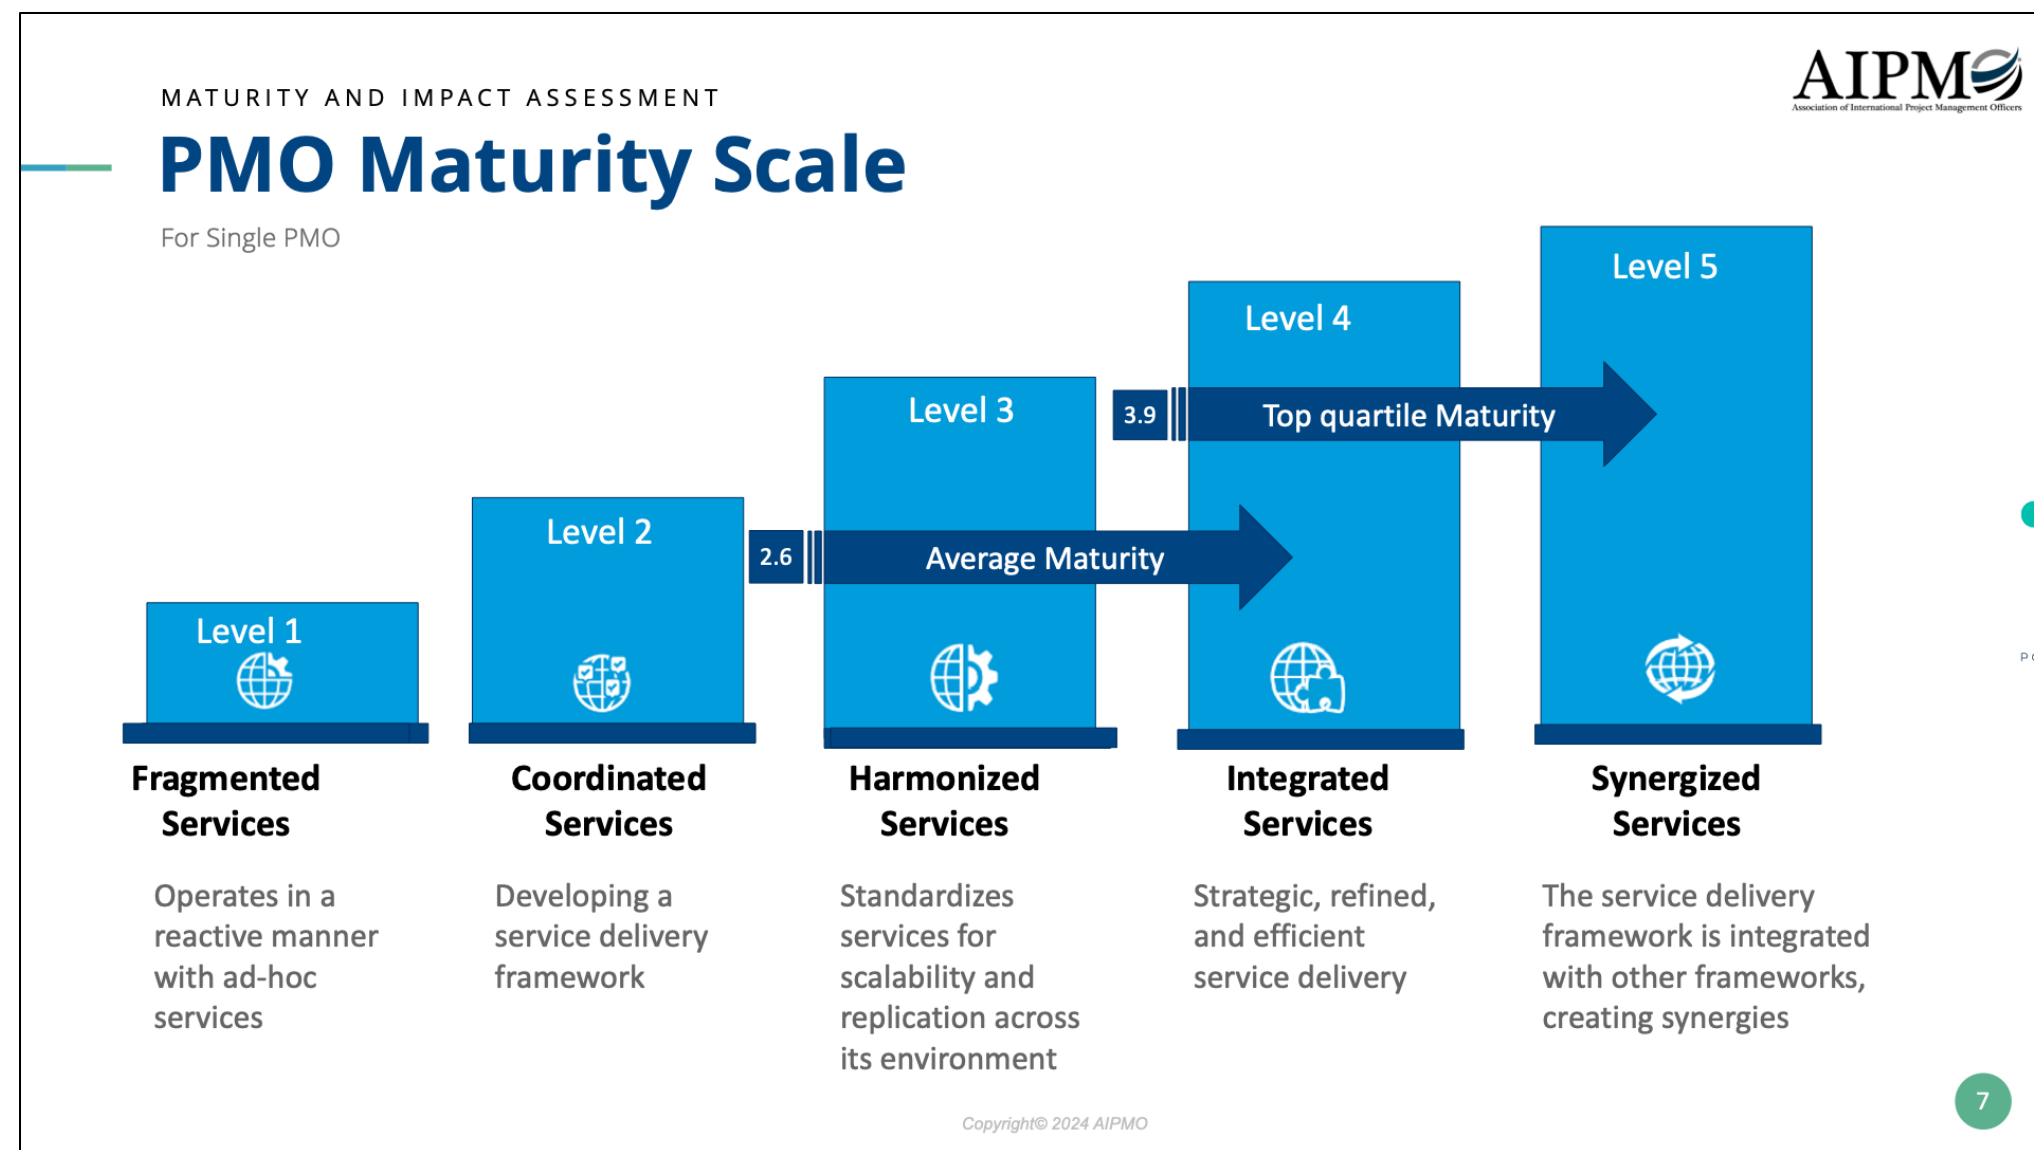 AIPMO
Association of International Project Management Officers
MATURITY AND IMPACT ASSESSMENT
PMO Maturity Scale
For Single PMO
Level 1
Level 2
Level 3
Level 4
Level 5
3.9 Top quartile Maturity
2.6 Average Maturity
Fragmented
Services
Operates in a
reactive manner
with ad-hoc
services
Coordinated
Services
Developing a
service delivery
framework
Harmonized
Services
Standardizes
services for
scalability and
replication across
its environment
Integrated
Services
Strategic, refined,
and efficient
service delivery
Synergized
Services
The service delivery
framework is integrated
with other frameworks,
creating synergies
Copyright© 2024 AIPMO
7